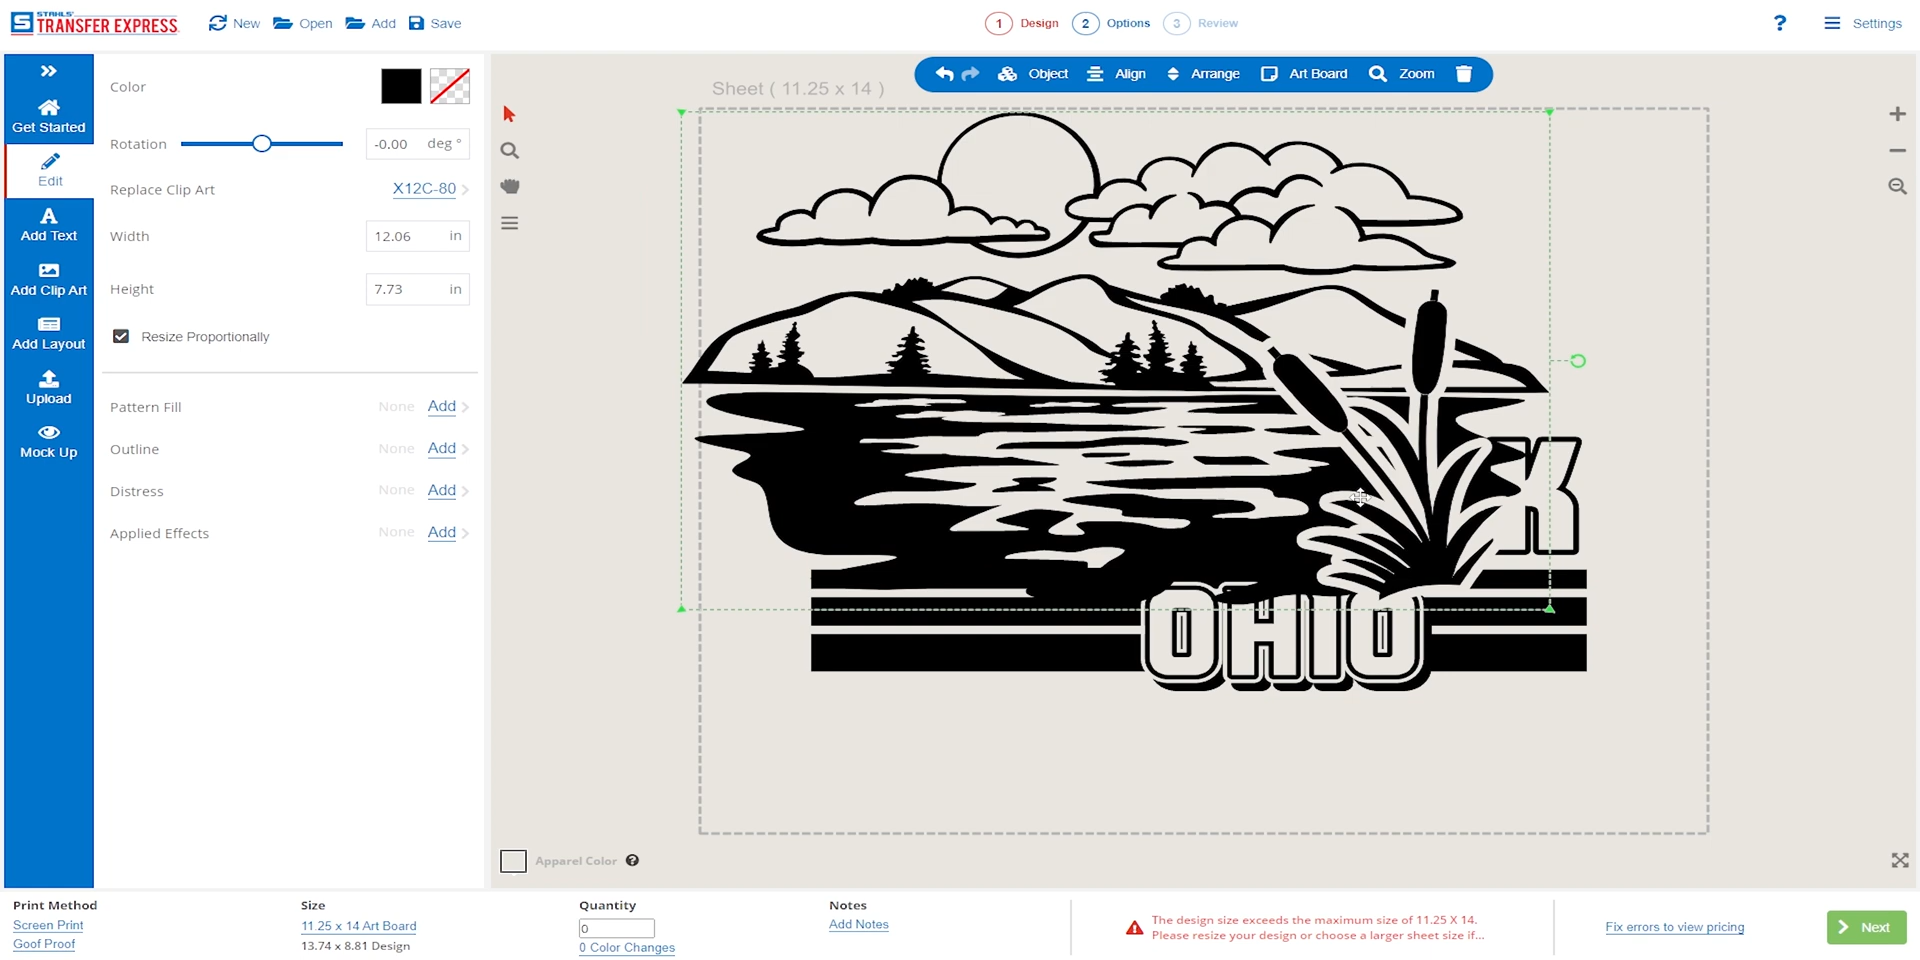 STAHLS'
TRANSFER EXPRESS
New
Open
Add
Save
1
Design
2
Options
3
Review
?
Settings
Get Started
Edit
Add Text
Add Clip Art
Add Layout
Upload
Mock Up
Color
Rotation
-0.00 deg °
Replace Clip Art
X12C-80
Width
12.06 in
Height
7.73 in
Resize Proportionally
Pattern Fill None Add
Outline None Add
Distress None Add
Applied Effects None Add
Sheet ( 11.25 x 14 )
Object
Align
Arrange
Art Board
Zoom
K
OHIO
Apparel Color ?
Print Method
Screen Print
Goof Proof
Size
11.25 x 14 Art Board
13.74 x 8.81 Design
Quantity
0
0 Color Changes
Notes
Add Notes
The design size exceeds the maximum size of 11.25 X 14.
Please resize your design or choose a larger sheet size if...
Fix errors to view pricing
Next